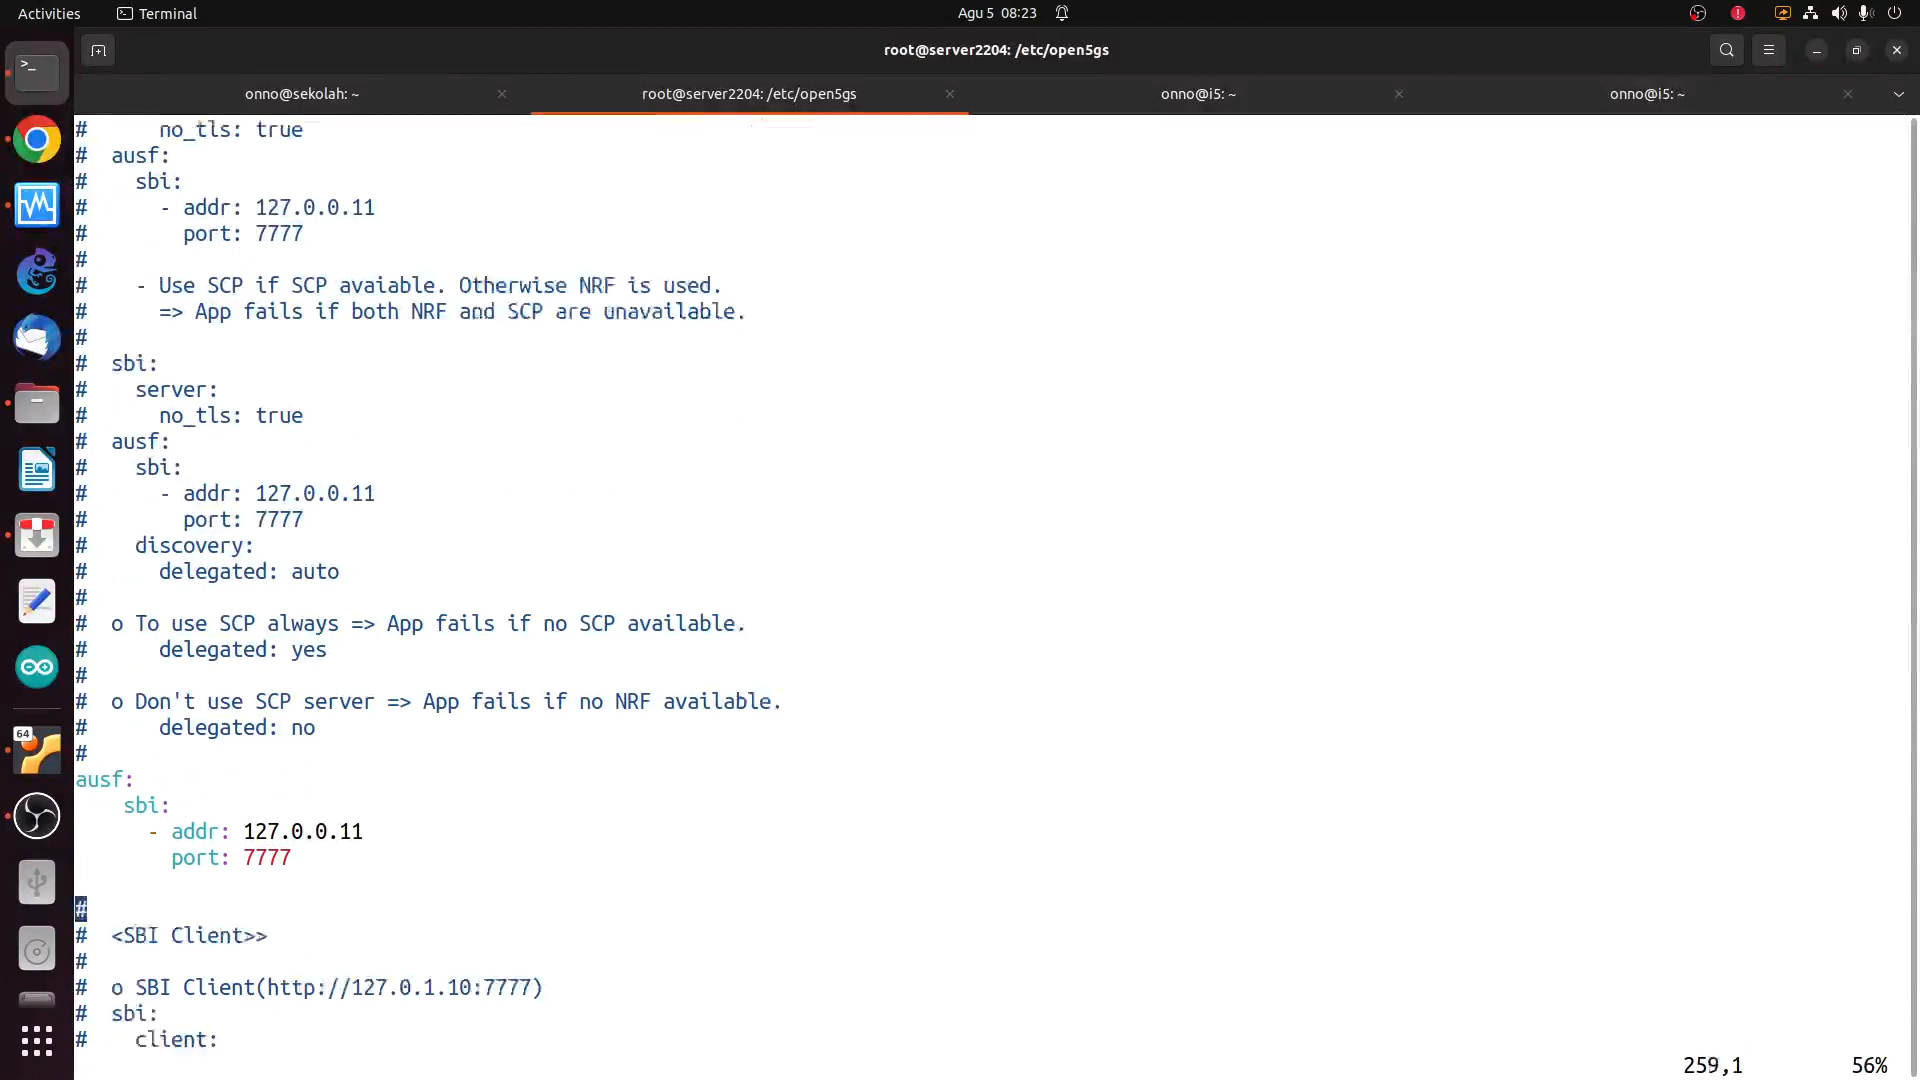 Activities
Terminal
Agu 5 08:23
root@server2204: /etc/open5gs
onno@sekolah: ~
root@server2204: /etc/open5gs
onno@i5: ~
onno@i5: ~
#      no_tls: true
#  ausf:
#    sbi:
#      - addr: 127.0.0.11
#        port: 7777
#
#    - Use SCP if SCP avaiable. Otherwise NRF is used.
#      => App fails if both NRF and SCP are unavailable.
#
#  sbi:
#    server:
#      no_tls: true
#  ausf:
#    sbi:
#      - addr: 127.0.0.11
#        port: 7777
#    discovery:
#      delegated: auto
#
#  o To use SCP always => App fails if no SCP available.
#      delegated: yes
#
#  o Don't use SCP server => App fails if no NRF available.
#      delegated: no
#
ausf:
    sbi:
      - addr: 127.0.0.11
        port: 7777
#
#  <SBI Client>>
#
#  o SBI Client(http://127.0.1.10:7777)
#  sbi:
#    client:
259,1
56%
64